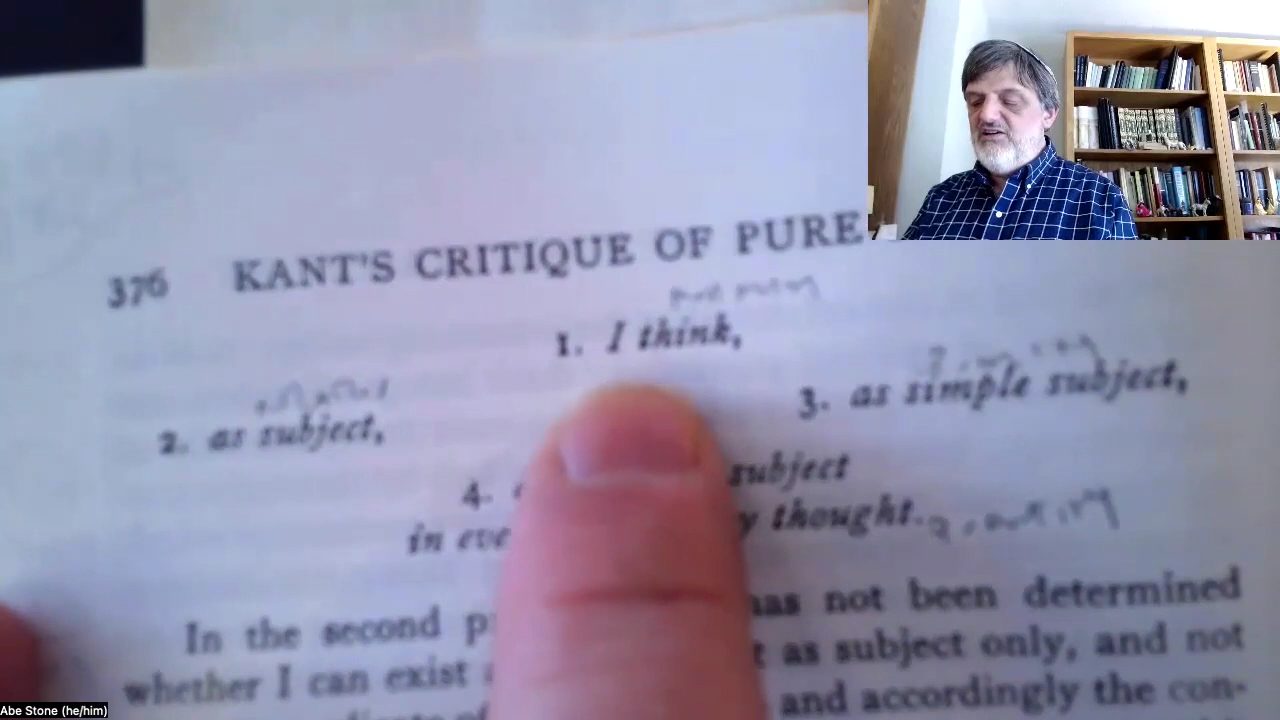 376 KANT'S CRITIQUE OF PURE
1. I think,
2. as subject,
3. as simple subject,
4. subject
in eve y thought.
In the second p has not been determined
whether I can exist as subject only, and not
and accordingly the con-
Abe Stone (he/him)